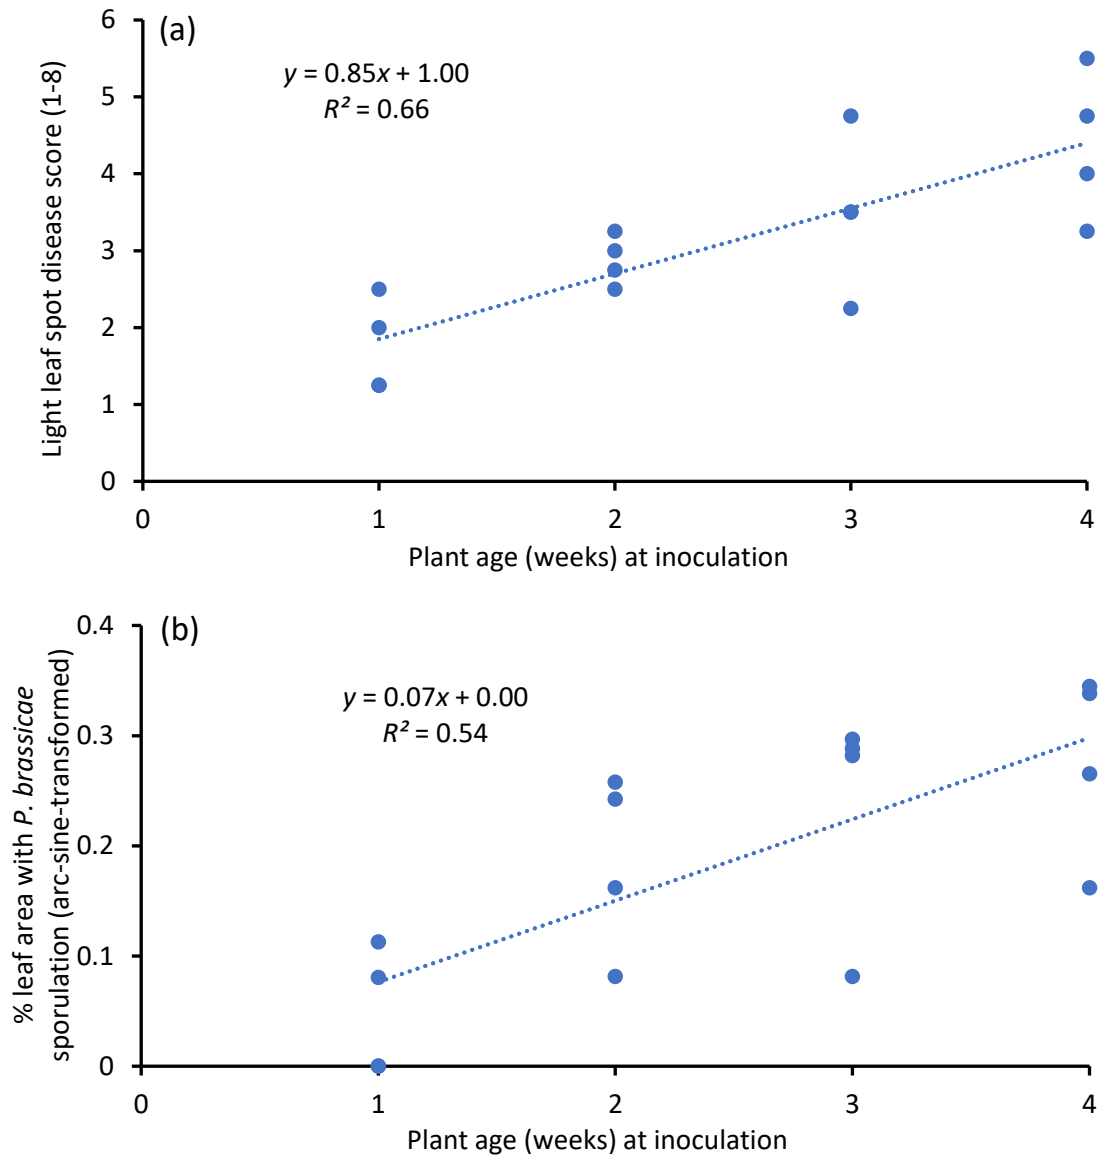 (a)
y = 0.85x + 1.00
R² = 0.66
Light leaf spot disease score (1-8)
6
5
4
3
2
1
0
0 1 2 3 4
Plant age (weeks) at inoculation
(b)
y = 0.07x + 0.00
R² = 0.54
% leaf area with P. brassicae
sporulation (arc-sine-transformed)
0.4
0.3
0.2
0.1
0
0 1 2 3 4
Plant age (weeks) at inoculation